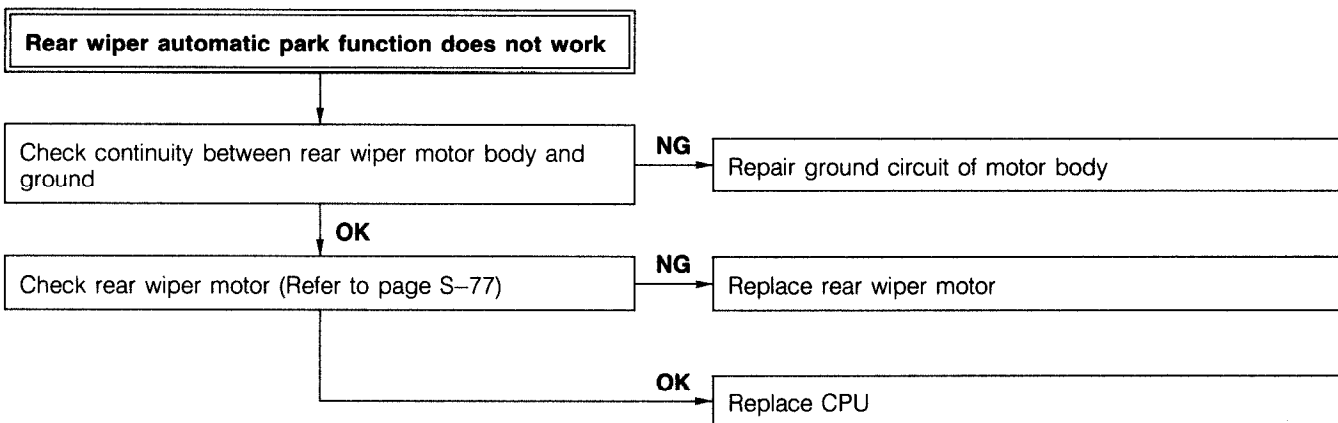 Rear wiper automatic park function does not work
Check continuity between rear wiper motor body and
ground
NG
Repair ground circuit of motor body
OK
Check rear wiper motor (Refer to page S–77)
NG
Replace rear wiper motor
OK
Replace CPU